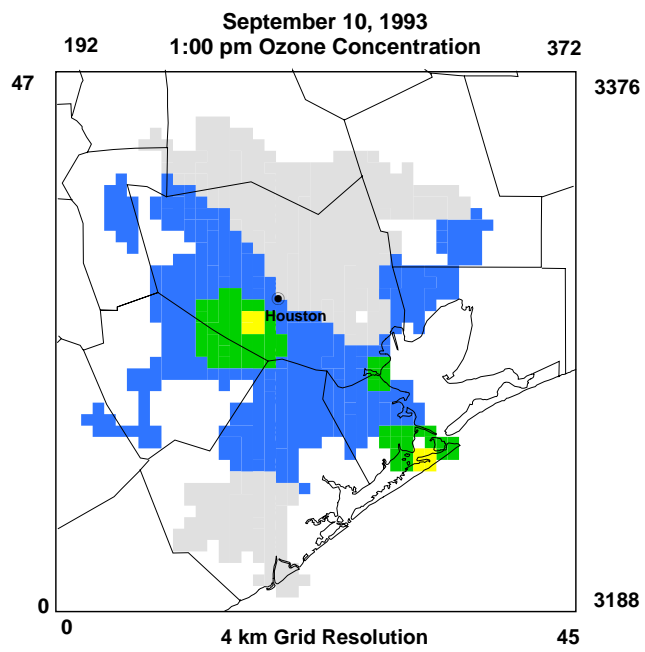 September 10, 1993
192 1:00 pm Ozone Concentration 372
47 3376
Houston
0 3188
0 4 km Grid Resolution 45